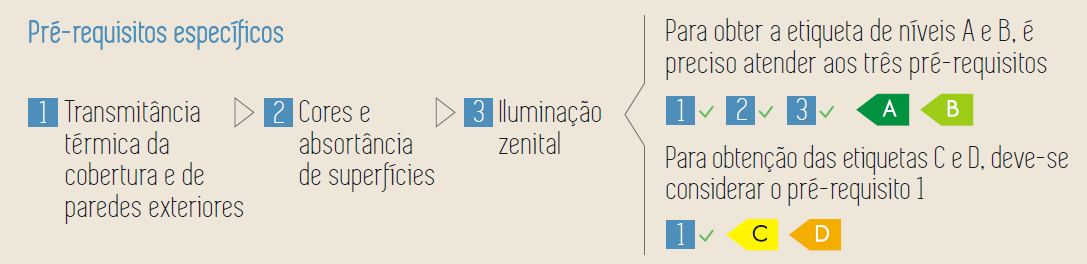 Pré-requisitos específicos
1 Transmitância
térmica da
cobertura e de
paredes exteriores
2 Cores e
absortância
de superfícies
3 Iluminação
zenital
Para obter a etiqueta de níveis A e B, é
preciso atender aos três pré-requisitos
1 2 3 A B
Para obtenção das etiquetas C e D, deve-se
considerar o pré-requisito 1
1 C D